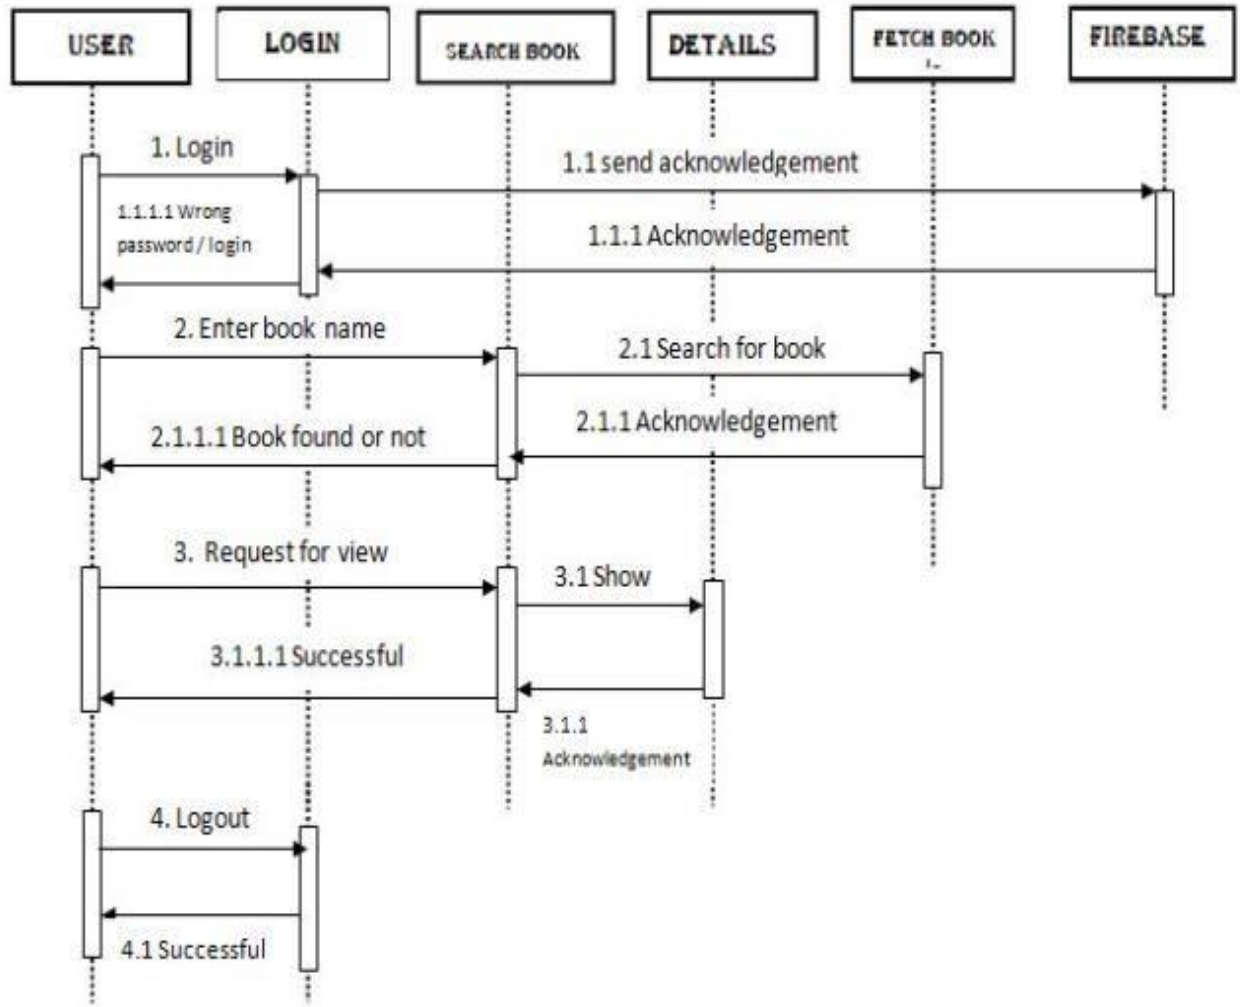 USER
LOGIN
SEARCH BOOK
DETAILS
FETCH BOOK
FIREBASE
1. Login
1.1 send acknowledgement
1.1.1.1 Wrong
password / login
1.1.1 Acknowledgement
2. Enter book name
2.1 Search for book
2.1.1.1 Book found or not
2.1.1 Acknowledgement
3. Request for view
3.1 Show
3.1.1.1 Successful
3.1.1
Acknowledgement
4. Logout
4.1 Successful